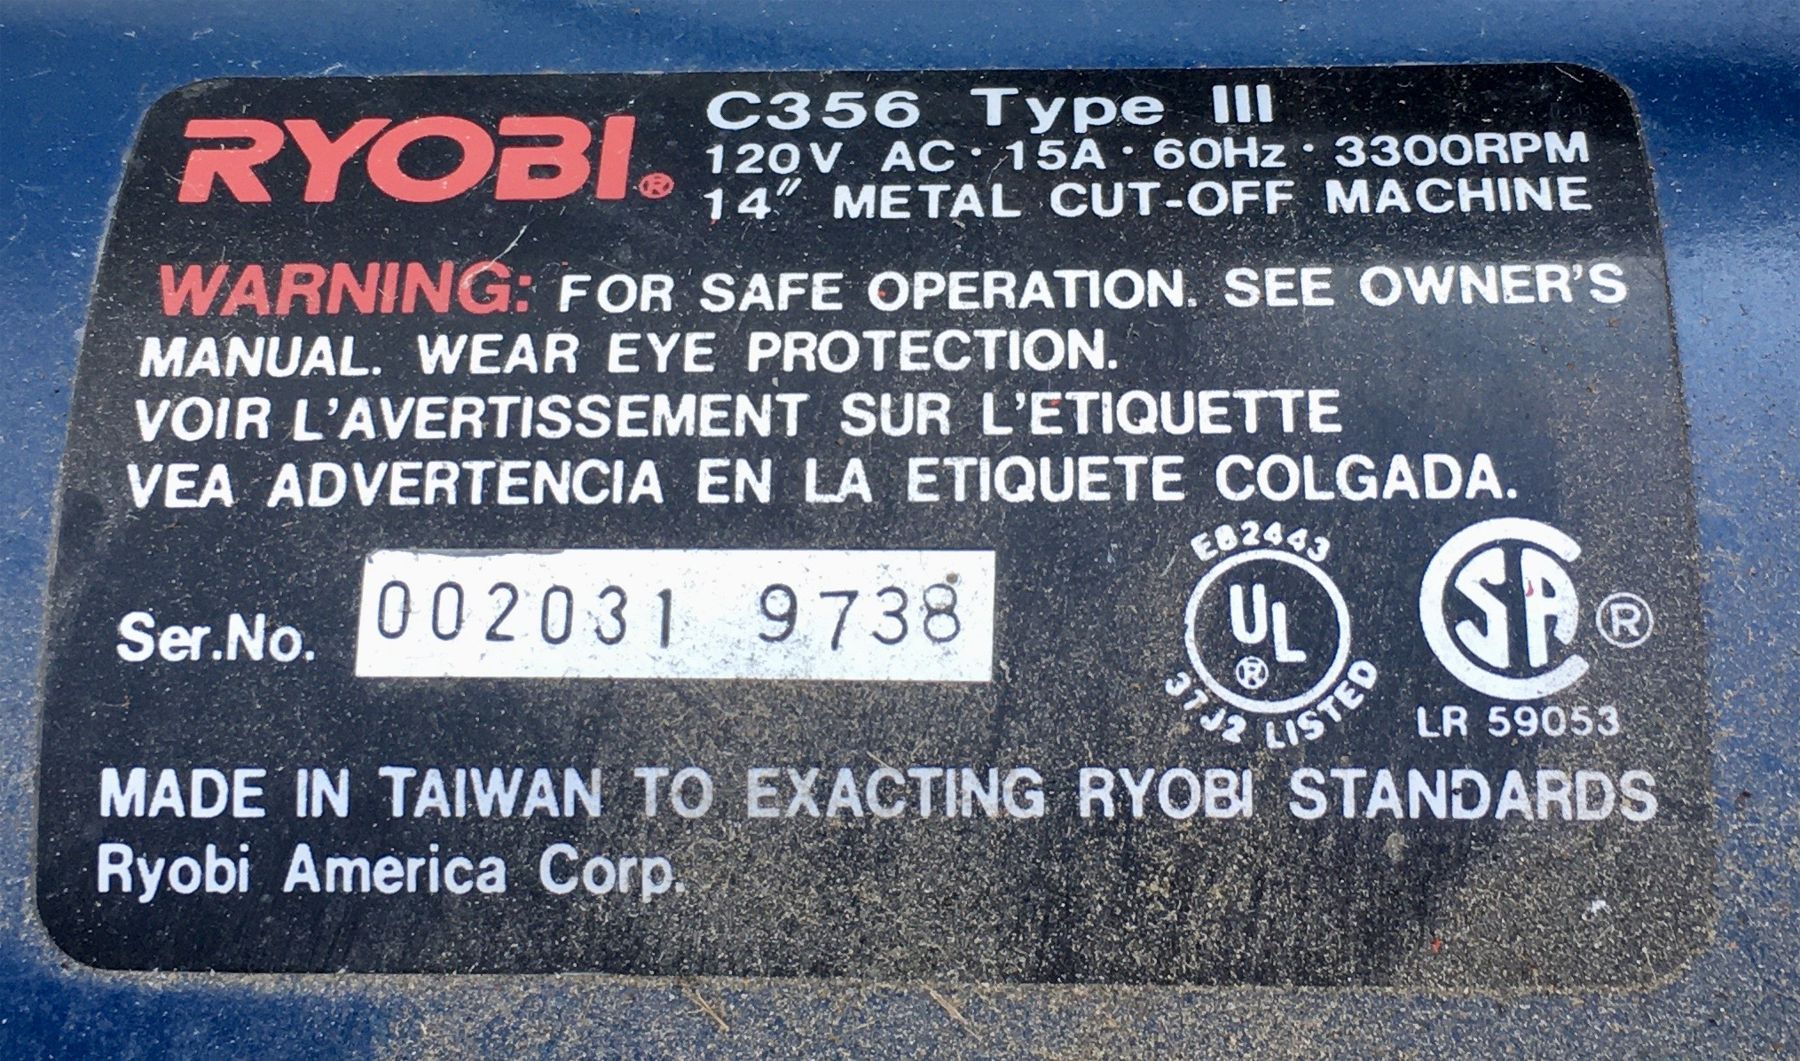 RYOBI®
C356 Type III
120V AC · 15A · 60Hz · 3300RPM
14" METAL CUT-OFF MACHINE
WARNING: FOR SAFE OPERATION. SEE OWNER'S
MANUAL. WEAR EYE PROTECTION.
VOIR L'AVERTISSEMENT SUR L'ETIQUETTE
VEA ADVERTENCIA EN LA ETIQUETE COLGADA.
Ser.No. 002031 9738
E82443
UL®
3TJ2 LISTED
SA®
LR 59053
MADE IN TAIWAN TO EXACTING RYOBI STANDARDS
Ryobi America Corp.